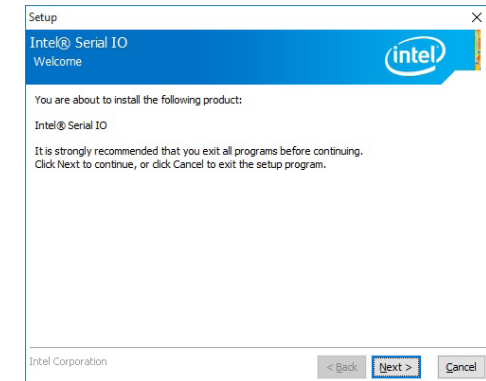 Setup
Intel® Serial IO
Welcome
intel
You are about to install the following product:
Intel® Serial IO
It is strongly recommended that you exit all programs before continuing.
Click Next to continue, or click Cancel to exit the setup program.
Intel Corporation
< Back Next > Cancel